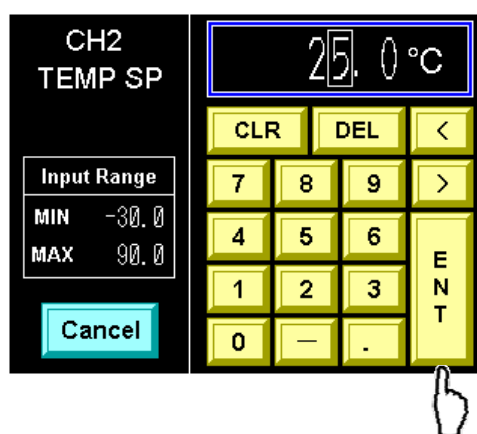 CH2
TEMP SP
25.0 °C
CLR DEL <
Input Range
7 8 9 >
MIN -30.0
4 5 6
MAX 90.0
ENT
1 2 3
Cancel
0 — .